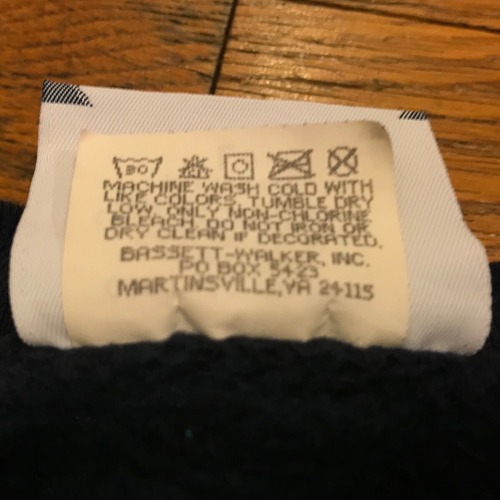 30
MACHINE WASH COLD WITH
LIKE COLORS, TUMBLE DRY
LOW, ONLY NON-CHLORINE
BLEACH. DO NOT IRON OR
DRY CLEAN IF DECORATED.
BASSETT-WALKER, INC.
PO BOX 5423
MARTINSVILLE, VA 24115